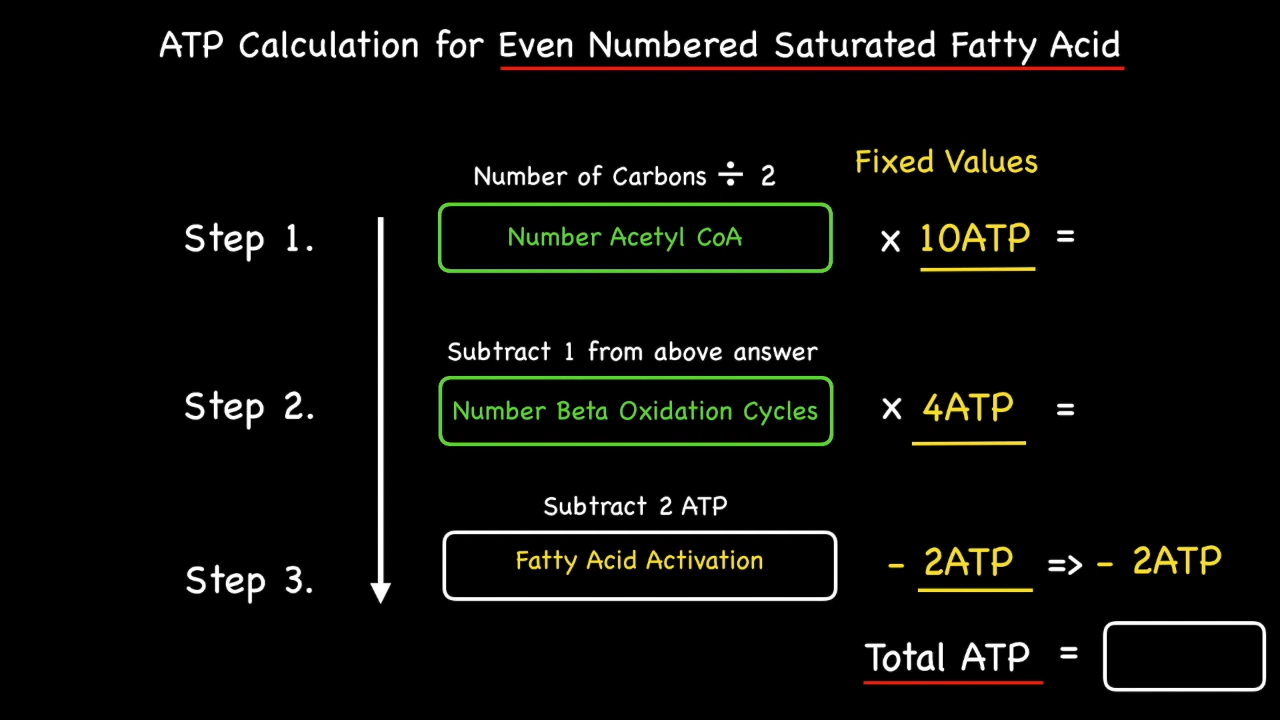 ATP Calculation for Even Numbered Saturated Fatty Acid
Fixed Values
Number of Carbons ÷ 2
Step 1. Number Acetyl CoA x 10ATP =
Subtract 1 from above answer
Step 2. Number Beta Oxidation Cycles x 4ATP =
Subtract 2 ATP
Step 3. Fatty Acid Activation - 2ATP => - 2ATP
Total ATP =